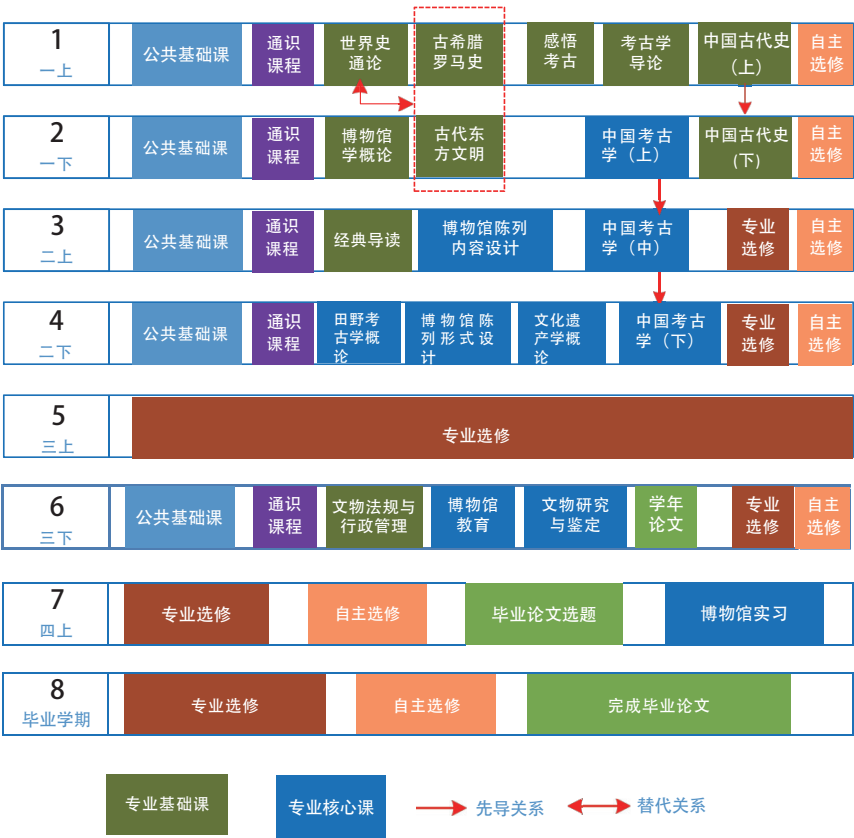 1
一上
公共基础课
通识
课程
世界史
通论
古希腊
罗马史
感悟
考古
考古学
导论
中国古代史
（上）
自主
选修
2
一下
公共基础课
通识
课程
博物馆
学概论
古代东
方文明
中国考古
学（上）
中国古代史
（下）
自主
选修
3
二上
公共基础课
通识
课程
经典导读
博物馆陈列
内容设计
中国考古
学（中）
专业
选修
自主
选修
4
二下
公共基础课
通识
课程
田野考
古学概
论
博物馆陈
列形式设
计
文化遗
产学概
论
中国考古
学（下）
专业
选修
自主
选修
5
三上
专业选修
6
三下
公共基础课
通识
课程
文物法规与
行政管理
博物馆
教育
文物研究
与鉴定
学年
论文
专业
选修
自主
选修
7
四上
专业选修
自主选修
毕业论文选题
博物馆实习
8
毕业学期
专业选修
自主选修
完成毕业论文
专业基础课
专业核心课
先导关系
替代关系